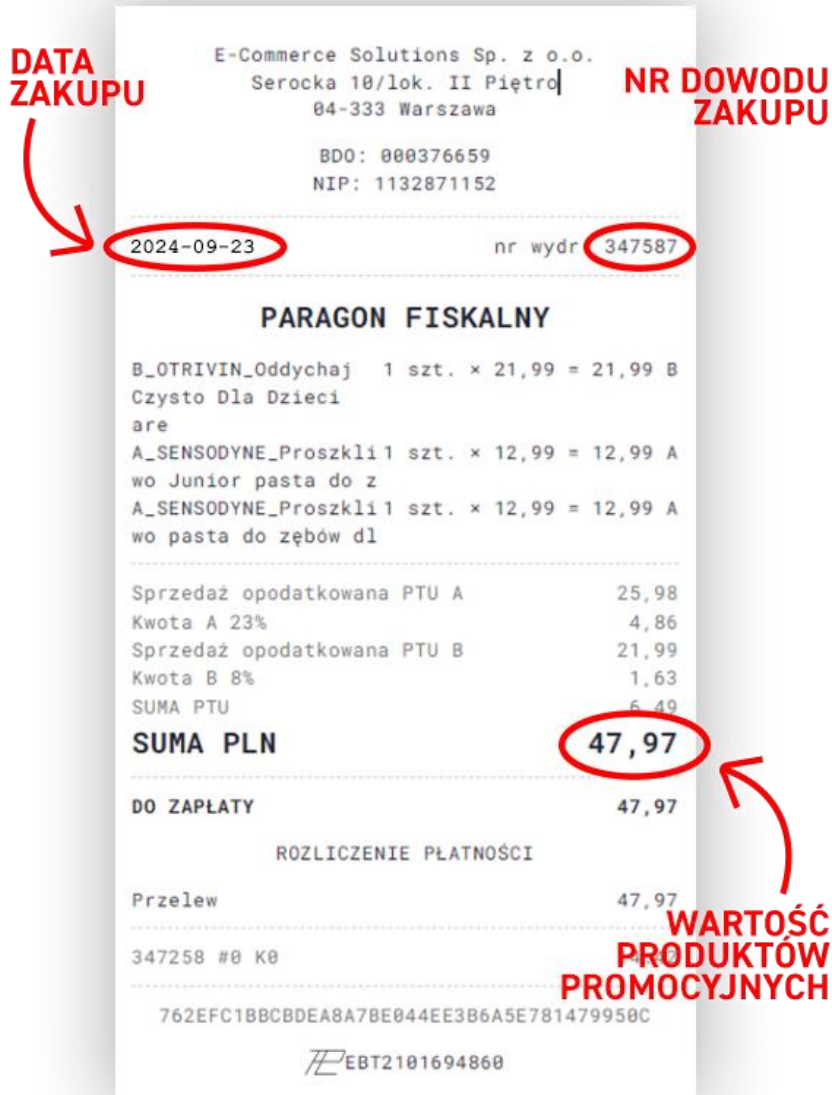 DATA
ZAKUPU
E-Commerce Solutions Sp. z o.o.
Serocka 10/lok. II Piętro
04-333 Warszawa
NR DOWODU
ZAKUPU
BDO: 000376659
NIP: 1132871152
2024-09-23 nr wydr 347587
PARAGON FISKALNY
B_OTRIVIN_Oddychaj 1 szt. × 21,99 = 21,99 B
Czysto Dla Dzieci
are
A_SENSODYNE_Proszkli 1 szt. × 12,99 = 12,99 A
wo Junior pasta do z
A_SENSODYNE_Proszkli 1 szt. × 12,99 = 12,99 A
wo pasta do zębów dl
Sprzedaż opodatkowana PTU A 25,98
Kwota A 23% 4,86
Sprzedaż opodatkowana PTU B 21,99
Kwota B 8% 1,63
SUMA PTU 6,49
SUMA PLN 47,97
DO ZAPŁATY 47,97
ROZLICZENIE PŁATNOŚCI
Przelew 47,97
WARTOŚĆ
PRODUKTÓW
PROMOCYJNYCH
347258 #0 K0
762EFC1BBCBDEA8A7BE044EE3B6A5E781479950C
EBT2101694860